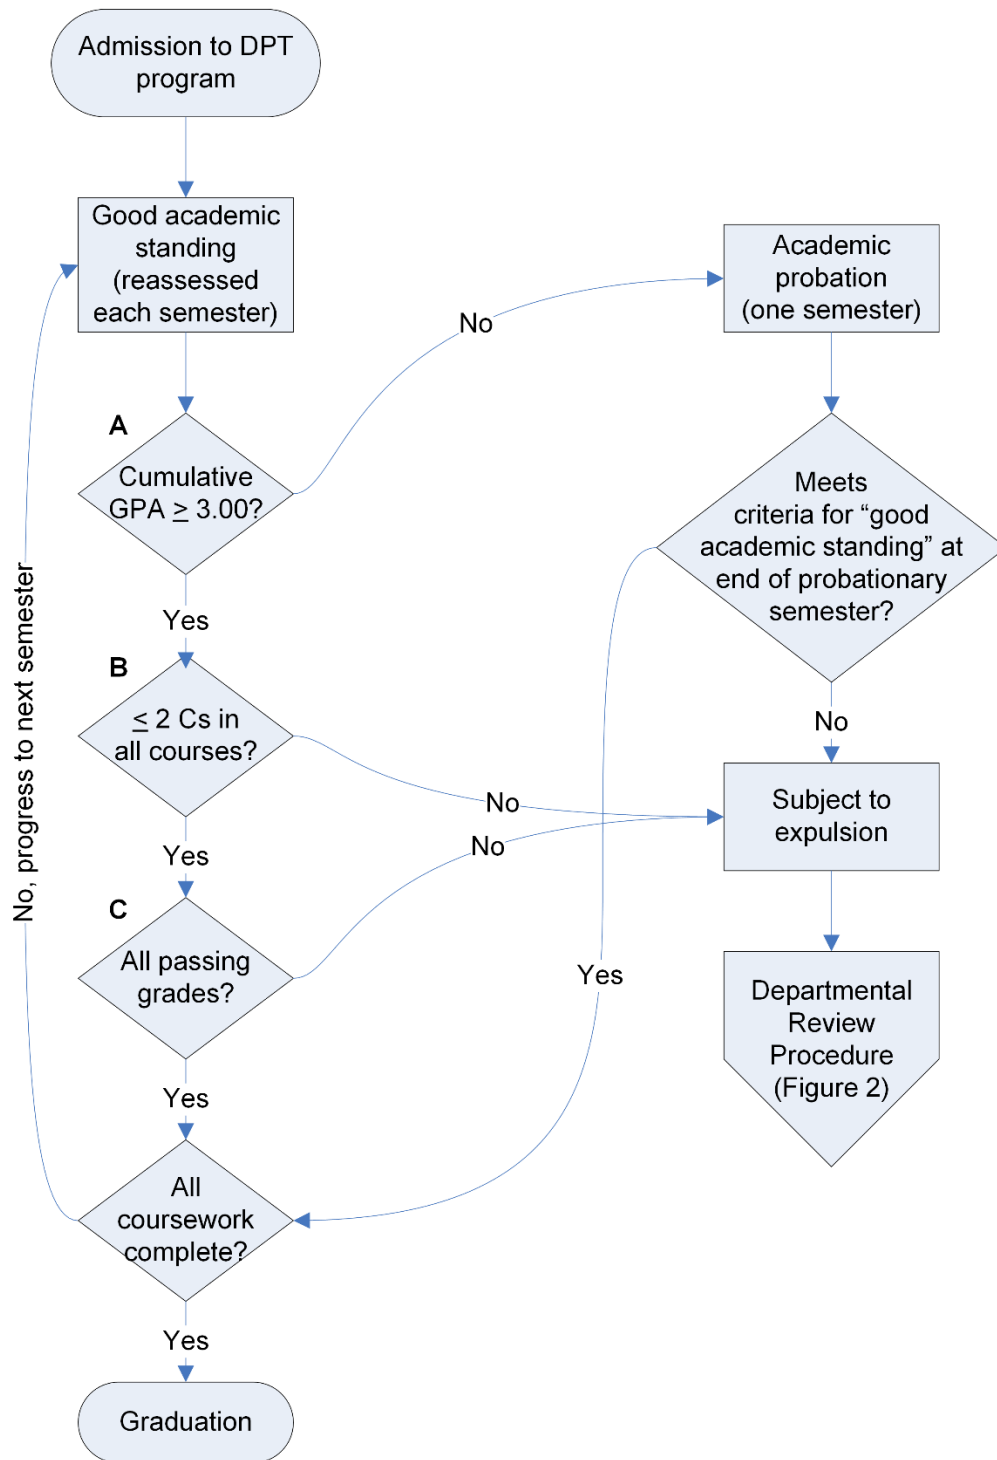 Admission to DPT
program
Good academic
standing
(reassessed
each semester)
Academic
probation
(one semester)
No
A
Cumulative
GPA ≥ 3.00?
Meets
criteria for “good
academic standing” at
end of probationary
semester?
Yes
B
≤ 2 Cs in
all courses?
No
No
Subject to
expulsion
Yes
No
C
All passing
grades?
Yes
Departmental
Review
Procedure
(Figure 2)
Yes
All
coursework
complete?
No, progress to next semester
Yes
Graduation